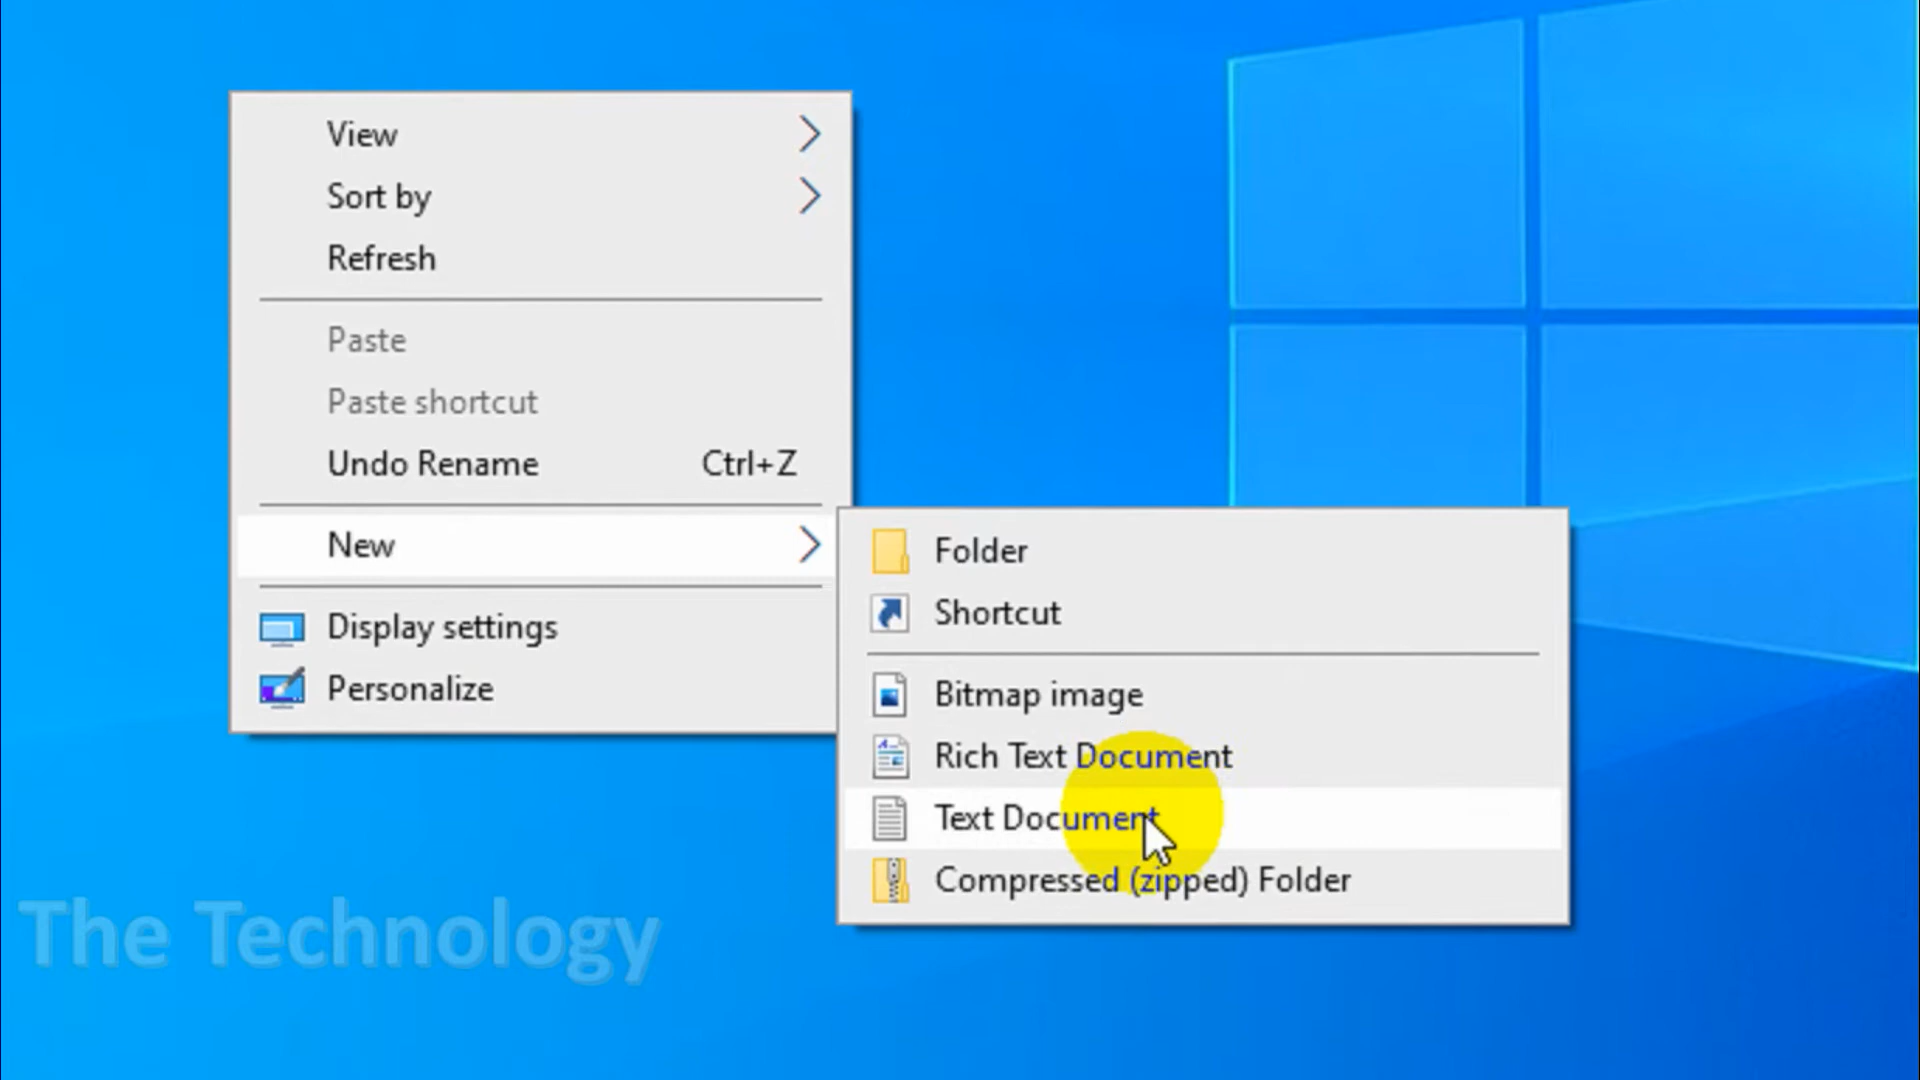 View
Sort by
Refresh
Paste
Paste shortcut
Undo Rename Ctrl+Z
New
Display settings
Personalize
Folder
Shortcut
Bitmap image
Rich Text Document
Text Document
Compressed (zipped) Folder
The Technology